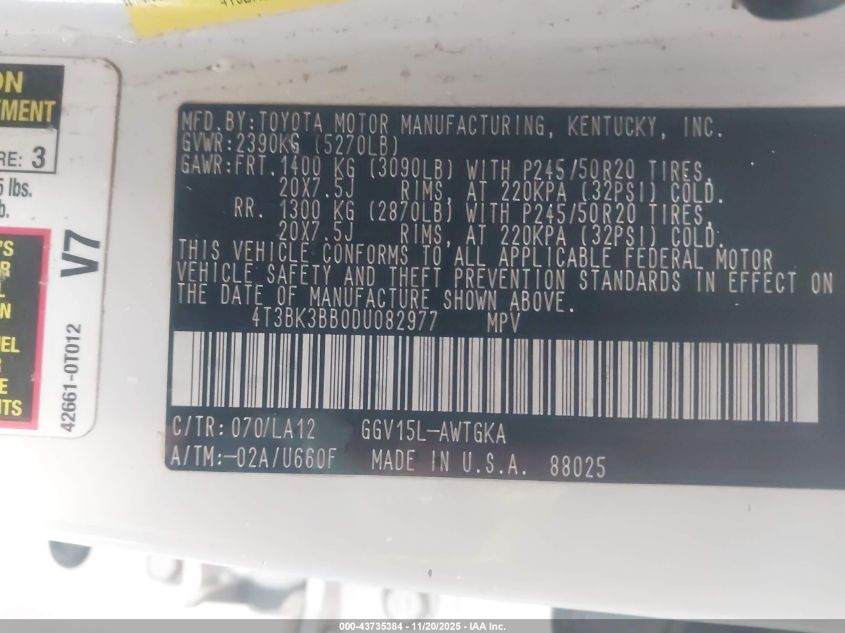 ON
TMENT
RE: 3
5 lbs.
b.
'S
R
L
EL
R
E
TS
V7
42661-0T012
MFD. BY: TOYOTA MOTOR MANUFACTURING, KENTUCKY, INC.
GVWR: 2390KG (5270LB)
GAWR: FRT. 1400 KG (3090LB) WITH P245/50R20 TIRES,
20X7.5J RIMS, AT 220KPA (32PSI) COLD.
RR. 1300 KG (2870LB) WITH P245/50R20 TIRES,
20X7.5J RIMS, AT 220KPA (32PSI) COLD.
THIS VEHICLE CONFORMS TO ALL APPLICABLE FEDERAL MOTOR
VEHICLE SAFETY AND THEFT PREVENTION STANDARDS IN EFFECT ON
THE DATE OF MANUFACTURE SHOWN ABOVE.
4T3BK3BB0DU082977 MPV
C/TR: 070/LA12 GGV15L-AWTGKA
A/TM:-02A/U660F MADE IN U.S.A. 88025
000-43735384 - 11/20/2025 - IAA Inc.